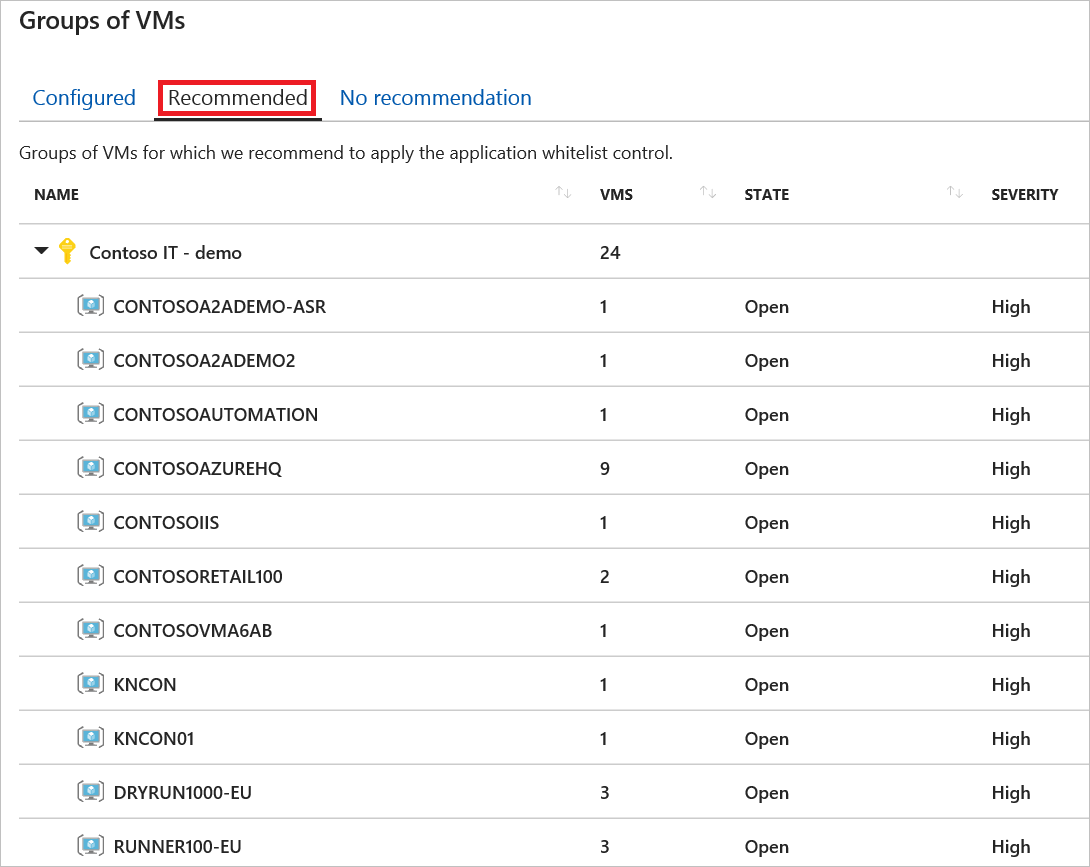 Groups of VMs
Configured Recommended No recommendation
Groups of VMs for which we recommend to apply the application whitelist control.
NAME VMS STATE SEVERITY
Contoso IT - demo 24
CONTOSOA2ADEMO-ASR 1 Open High
CONTOSOA2ADEMO2 1 Open High
CONTOSOAUTOMATION 1 Open High
CONTOSOAZUREHQ 9 Open High
CONTOSOIIS 1 Open High
CONTOSORETAIL100 2 Open High
CONTOSOVMA6AB 1 Open High
KNCON 1 Open High
KNCON01 1 Open High
DRYRUN1000-EU 3 Open High
RUNNER100-EU 3 Open High